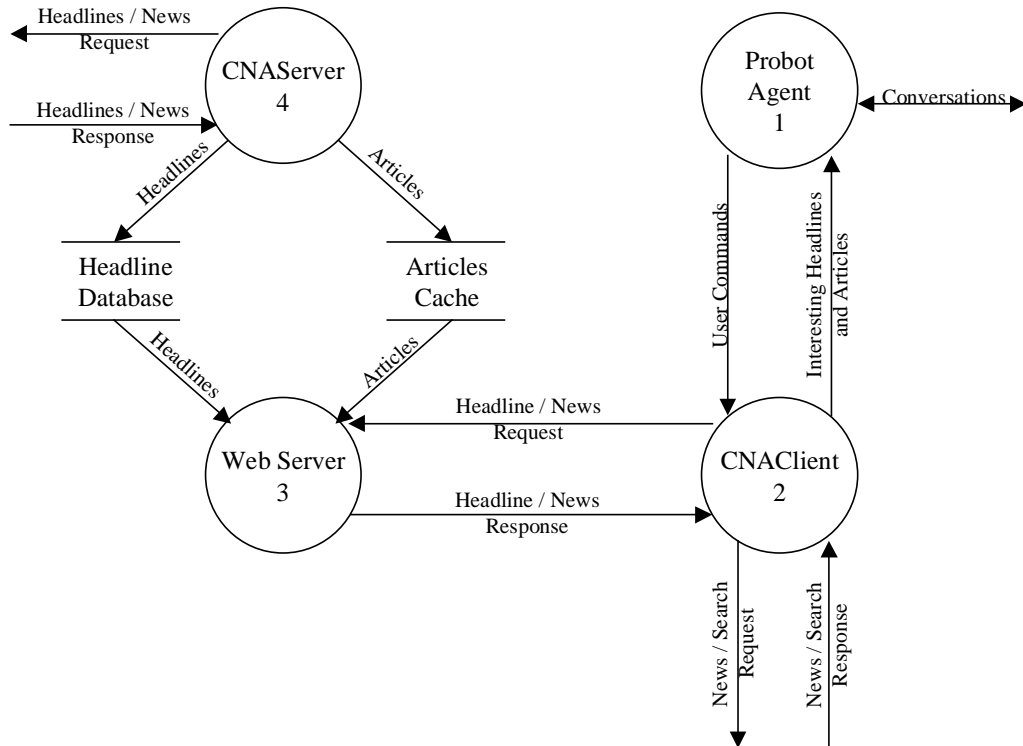 Headlines / News
Request
CNAServer
4
Headlines / News
Response
Headlines
Articles
Headline
Database
Articles
Cache
Headlines
Articles
Web Server
3
Probot
Agent
1
Conversations
User Commands
Interesting Headlines
and Articles
Headline / News
Request
CNAClient
2
Headline / News
Response
News / Search
Request
News / Search
Response